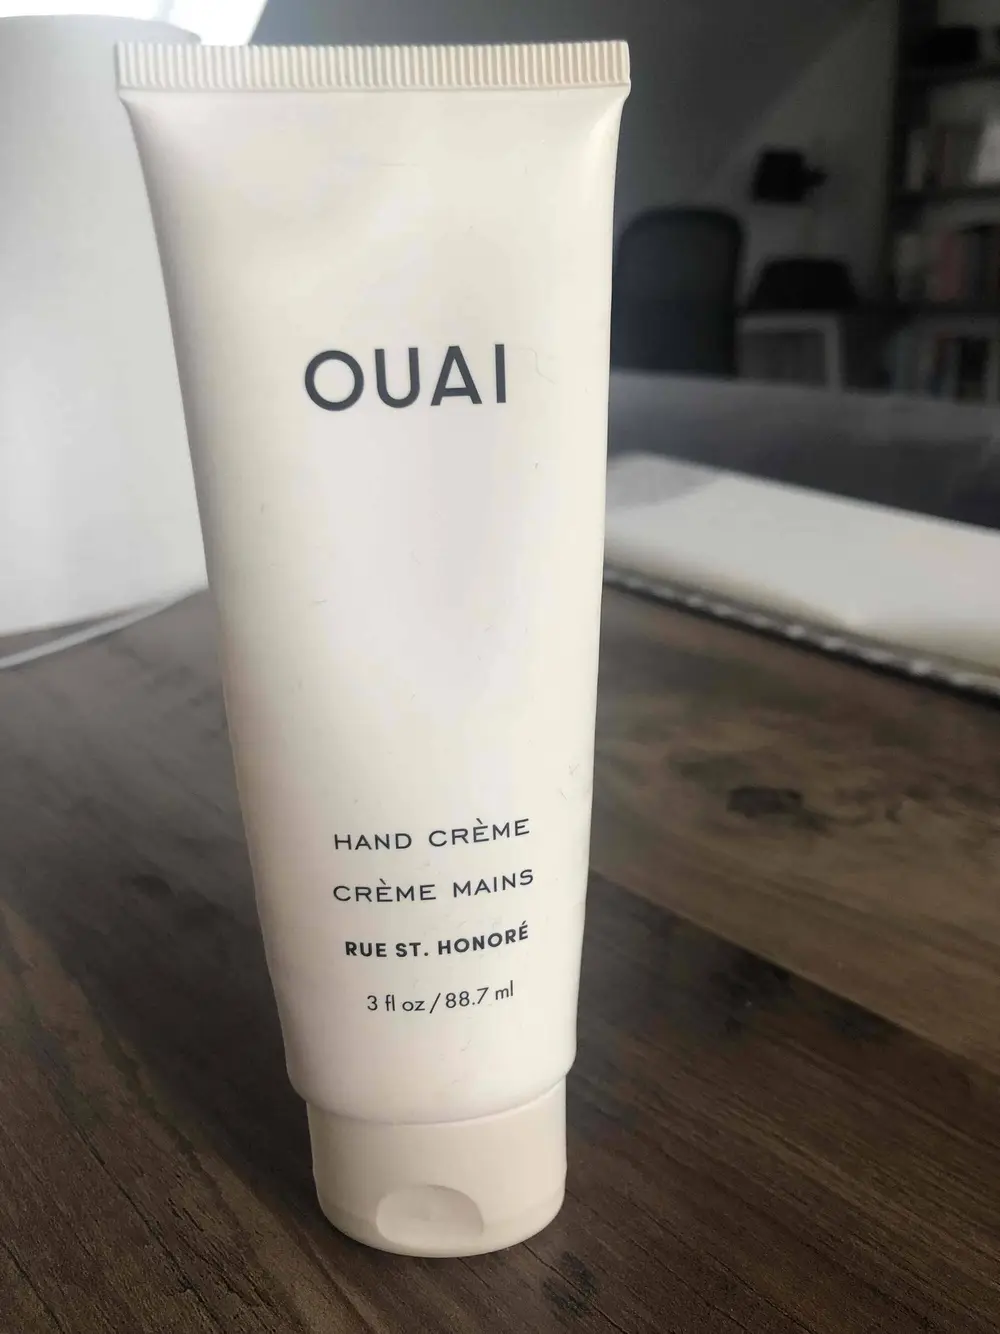 OUAI
HAND CRÈME
CRÈME MAINS
RUE ST. HONORÉ
3 fl oz / 88.7 ml